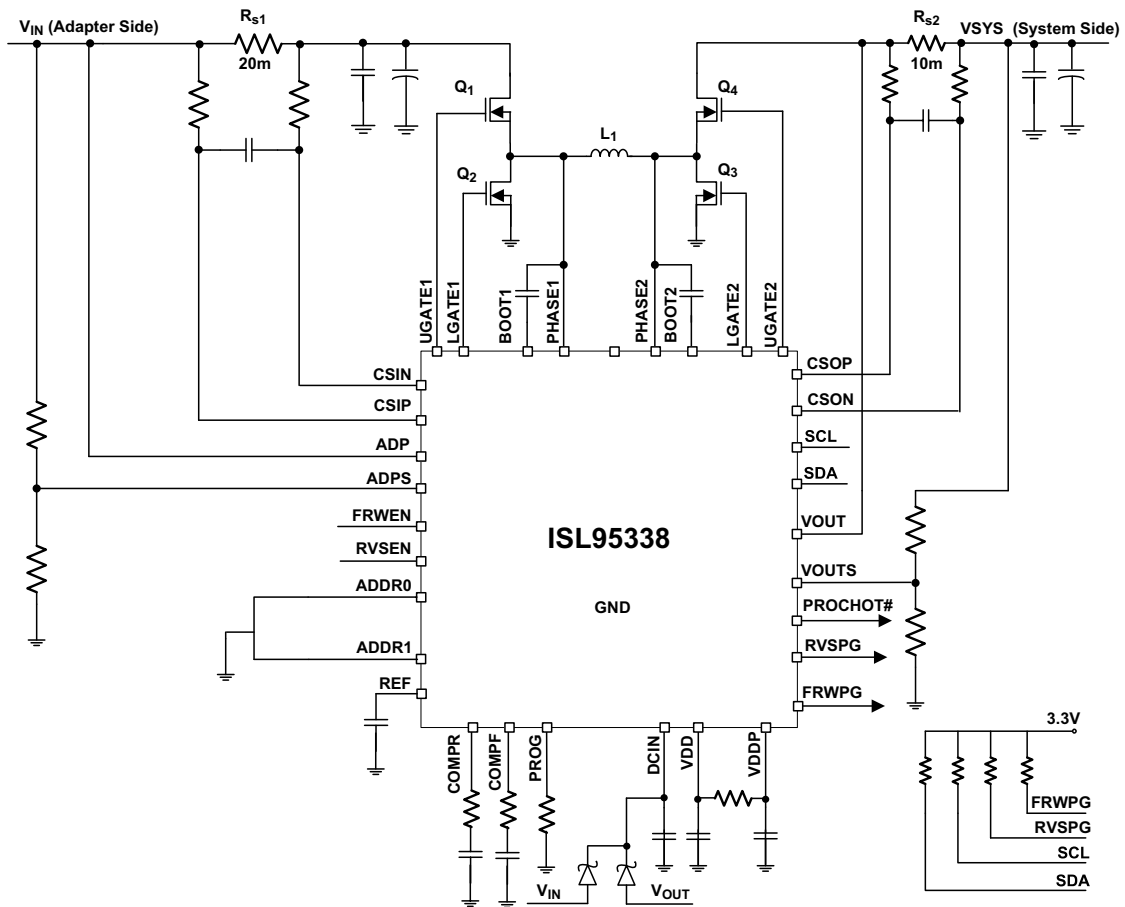 VIN (Adapter Side)
Rs1
20m
Rs2
10m
VSYS (System Side)
Q1
Q4
L1
Q2
Q3
UGATE1
LGATE1
BOOT1
PHASE1
PHASE2
BOOT2
LGATE2
UGATE2
CSIN
CSIP
ADP
ADPS
FRWEN
RVSEN
ADDR0
ADDR1
REF
ISL95338
GND
CSOP
CSON
SCL
SDA
VOUT
VOUTS
PROCHOT#
RVSPG
FRWPG
COMPR
COMPF
PROG
DCIN
VDD
VDDP
VIN
VOUT
3.3V
FRWPG
RVSPG
SCL
SDA